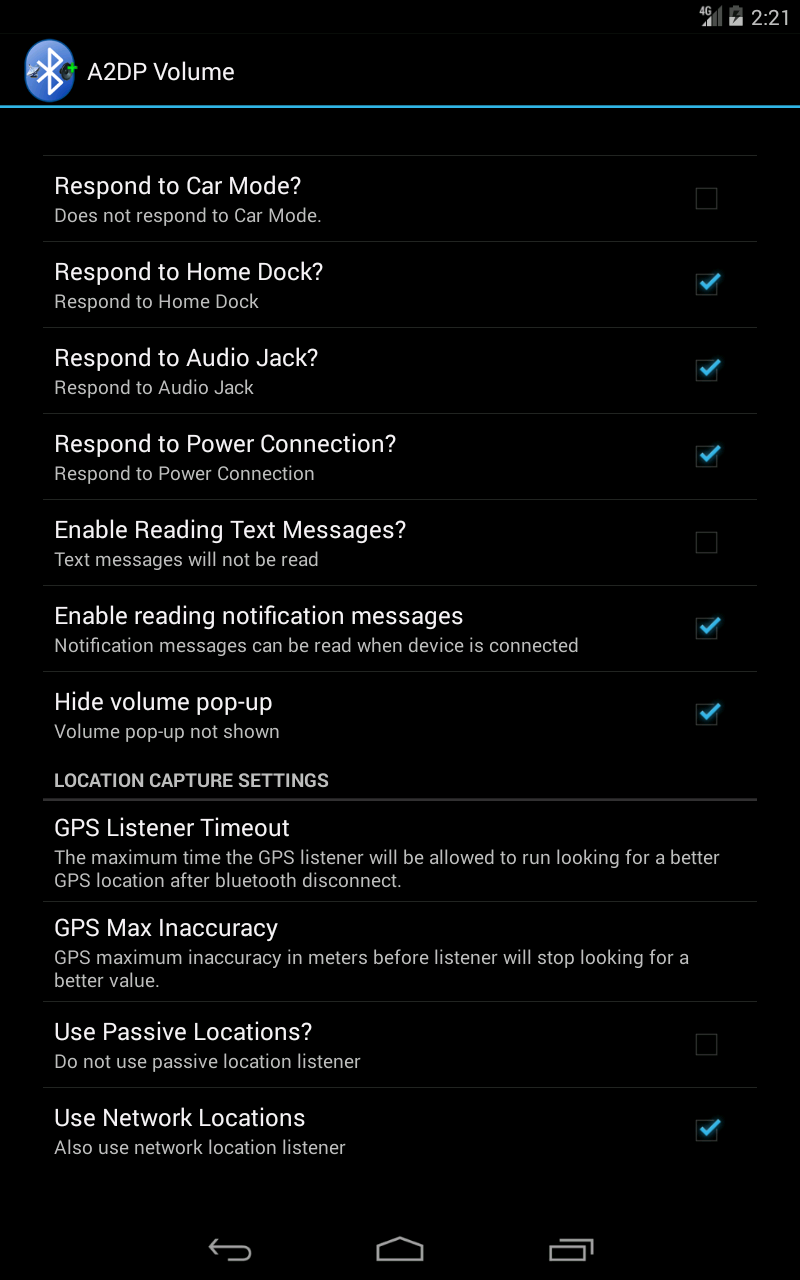 4G 2:21
A2DP Volume
Respond to Car Mode?
Does not respond to Car Mode.
Respond to Home Dock?
Respond to Home Dock
Respond to Audio Jack?
Respond to Audio Jack
Respond to Power Connection?
Respond to Power Connection
Enable Reading Text Messages?
Text messages will not be read
Enable reading notification messages
Notification messages can be read when device is connected
Hide volume pop-up
Volume pop-up not shown
LOCATION CAPTURE SETTINGS
GPS Listener Timeout
The maximum time the GPS listener will be allowed to run looking for a better
GPS location after bluetooth disconnect.
GPS Max Inaccuracy
GPS maximum inaccuracy in meters before listener will stop looking for a
better value.
Use Passive Locations?
Do not use passive location listener
Use Network Locations
Also use network location listener